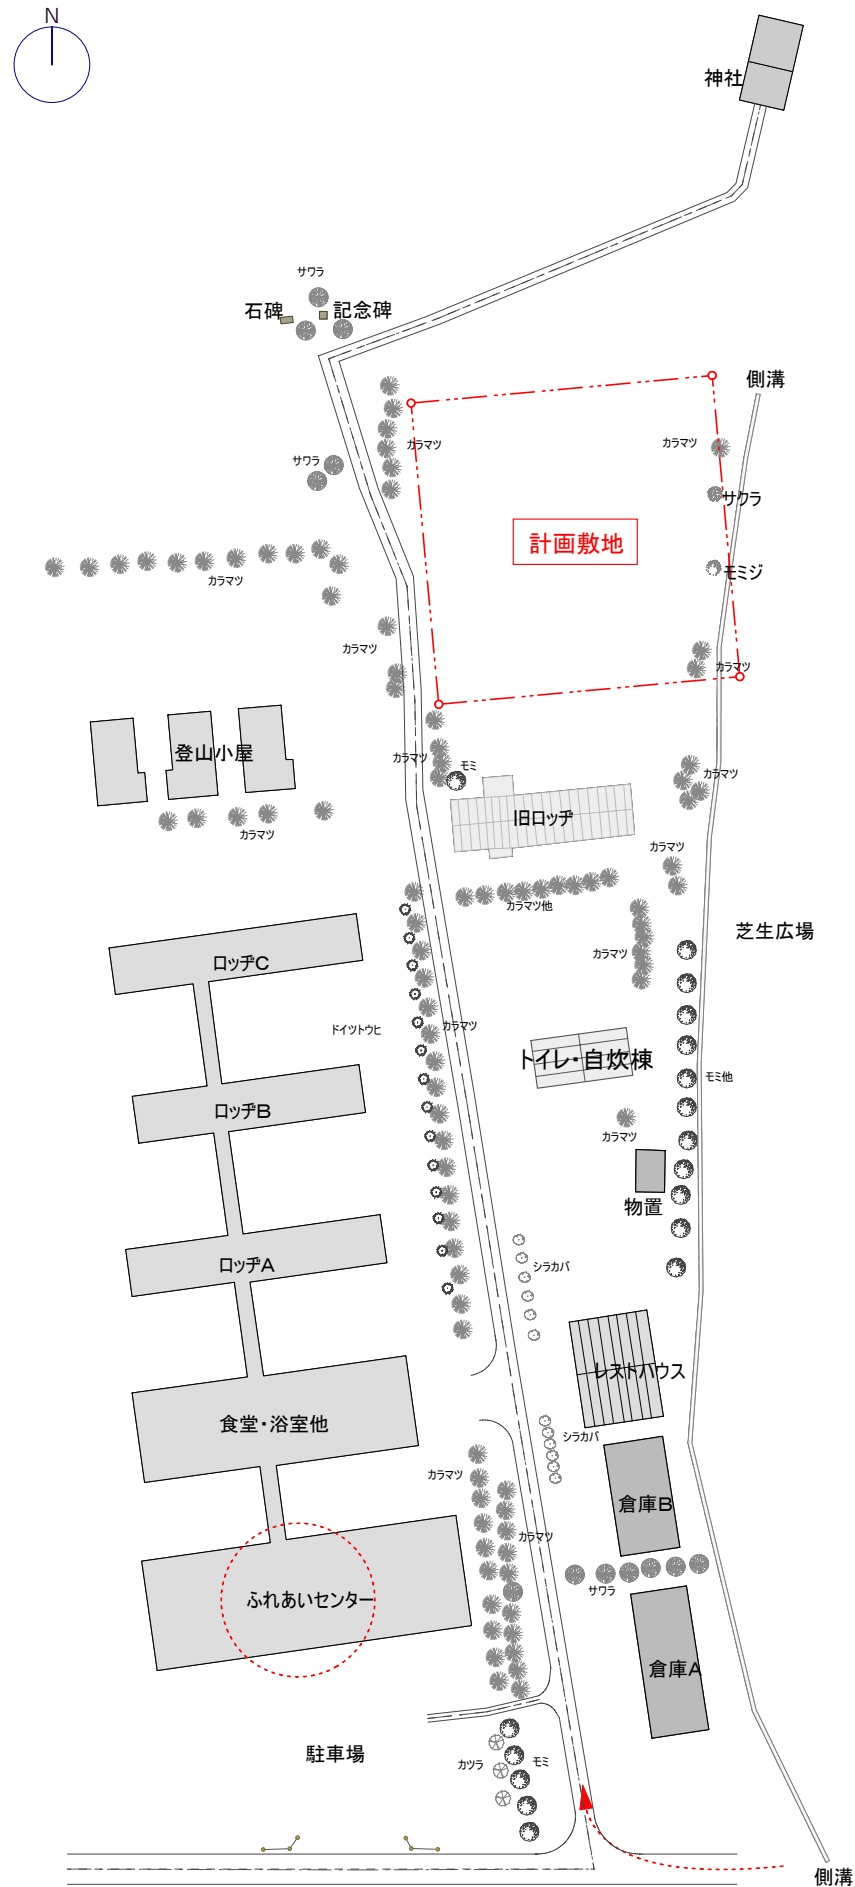 N
神社
サワラ
石碑
記念碑
側溝
カラマツ
カラマツ
サワラ
サクラ
計画敷地
モミジ
カラマツ
カラマツ
カラマツ
登山小屋
カラマツ
モミ
カラマツ
旧ロッヂ
カラマツ
カラマツ
カラマツ他
芝生広場
カラマツ
ロッヂC
ドイツトウヒ
カラマツ
トイレ・自炊棟
モミ他
ロッヂB
カラマツ
物置
ロッヂA
シラカバ
レストハウス
食堂・浴室他
シラカバ
カラマツ
倉庫B
カラマツ
サワラ
ふれあいセンター
倉庫A
駐車場
カツラ
モミ
側溝